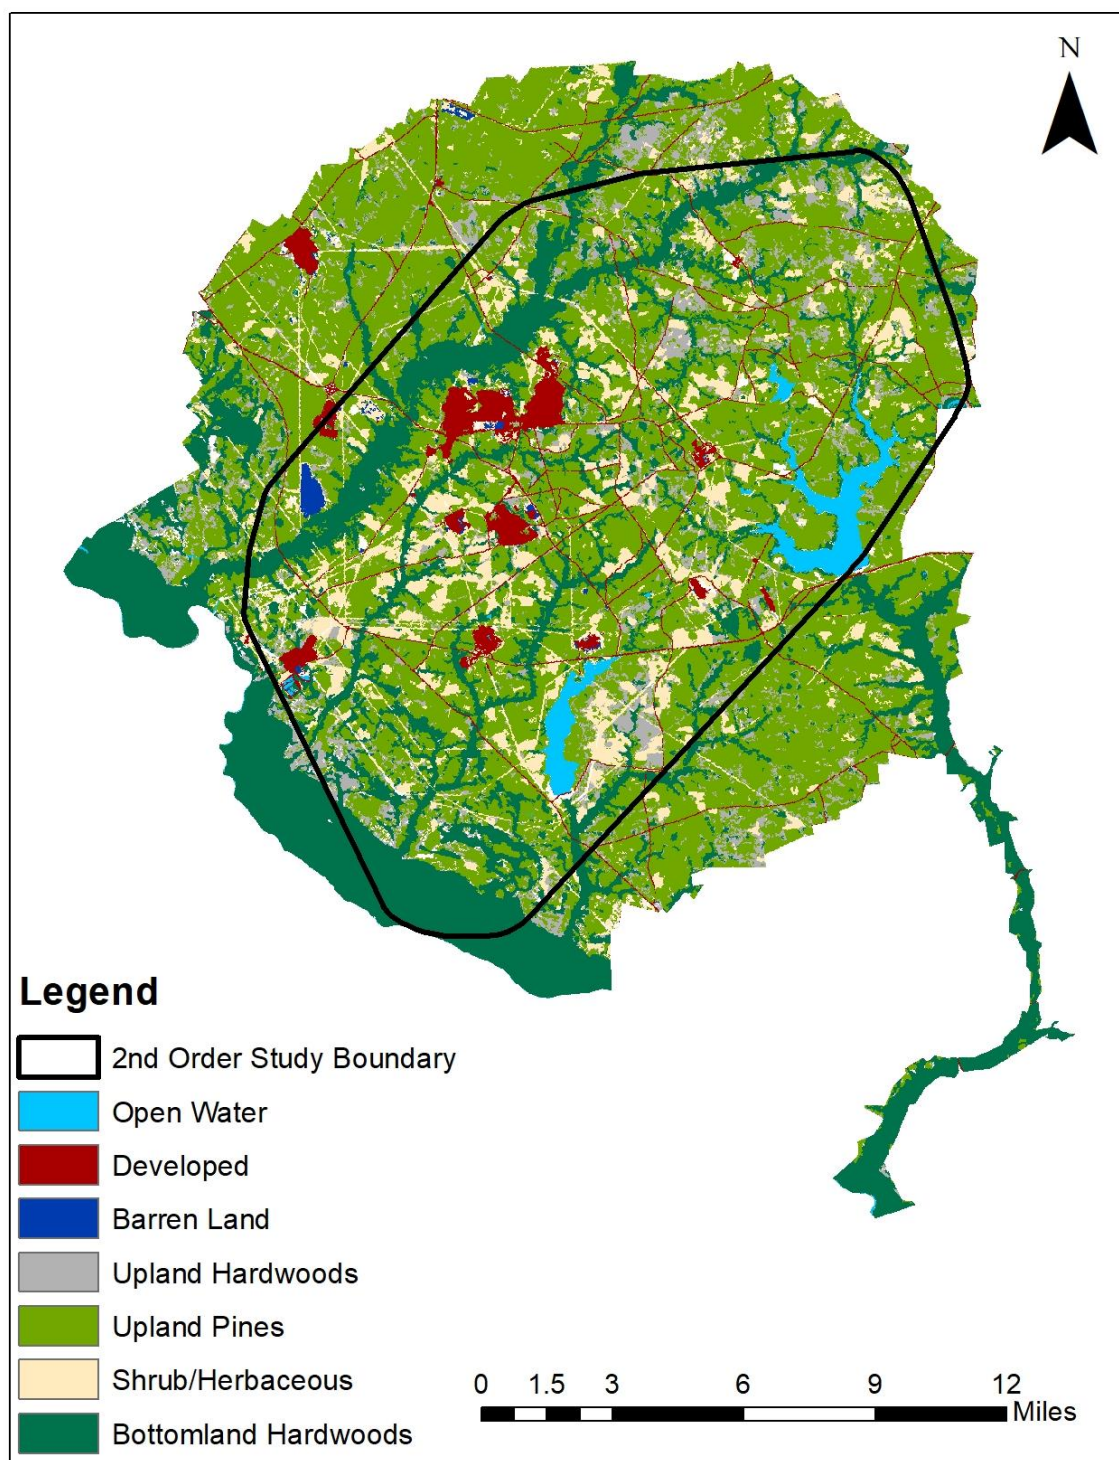 N
Legend
2nd Order Study Boundary
Open Water
Developed
Barren Land
Upland Hardwoods
Upland Pines
Shrub/Herbaceous
Bottomland Hardwoods
0 1.5 3 6 9 12
Miles